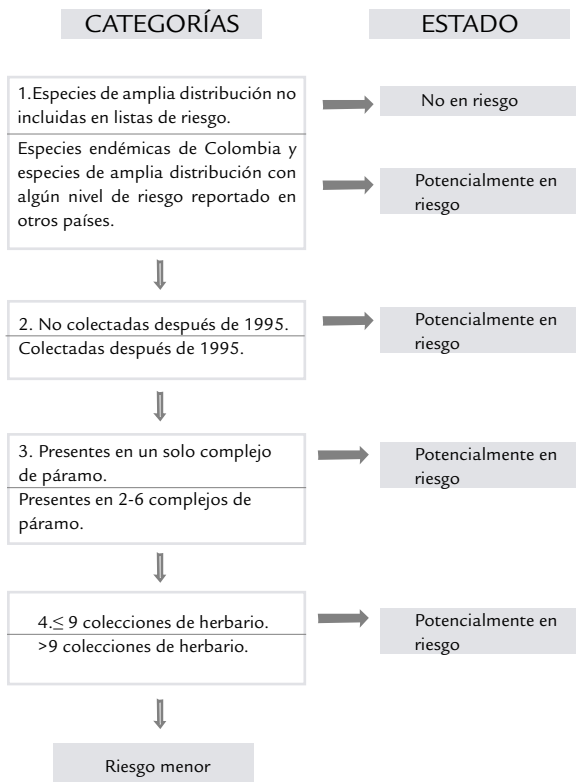 CATEGORÍAS
ESTADO
1.Especies de amplia distribución no
incluidas en listas de riesgo.
No en riesgo
Especies endémicas de Colombia y
especies de amplia distribución con
algún nivel de riesgo reportado en
otros países.
Potencialmente en
riesgo
2. No colectadas después de 1995.
Colectadas después de 1995.
Potencialmente en
riesgo
3. Presentes en un solo complejo
de páramo.
Presentes en 2-6 complejos de
páramo.
Potencialmente en
riesgo
4.≤ 9 colecciones de herbario.
>9 colecciones de herbario.
Potencialmente en
riesgo
Riesgo menor